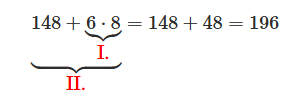 148 + 6 · 8 = 148 + 48 = 196
I.
II.